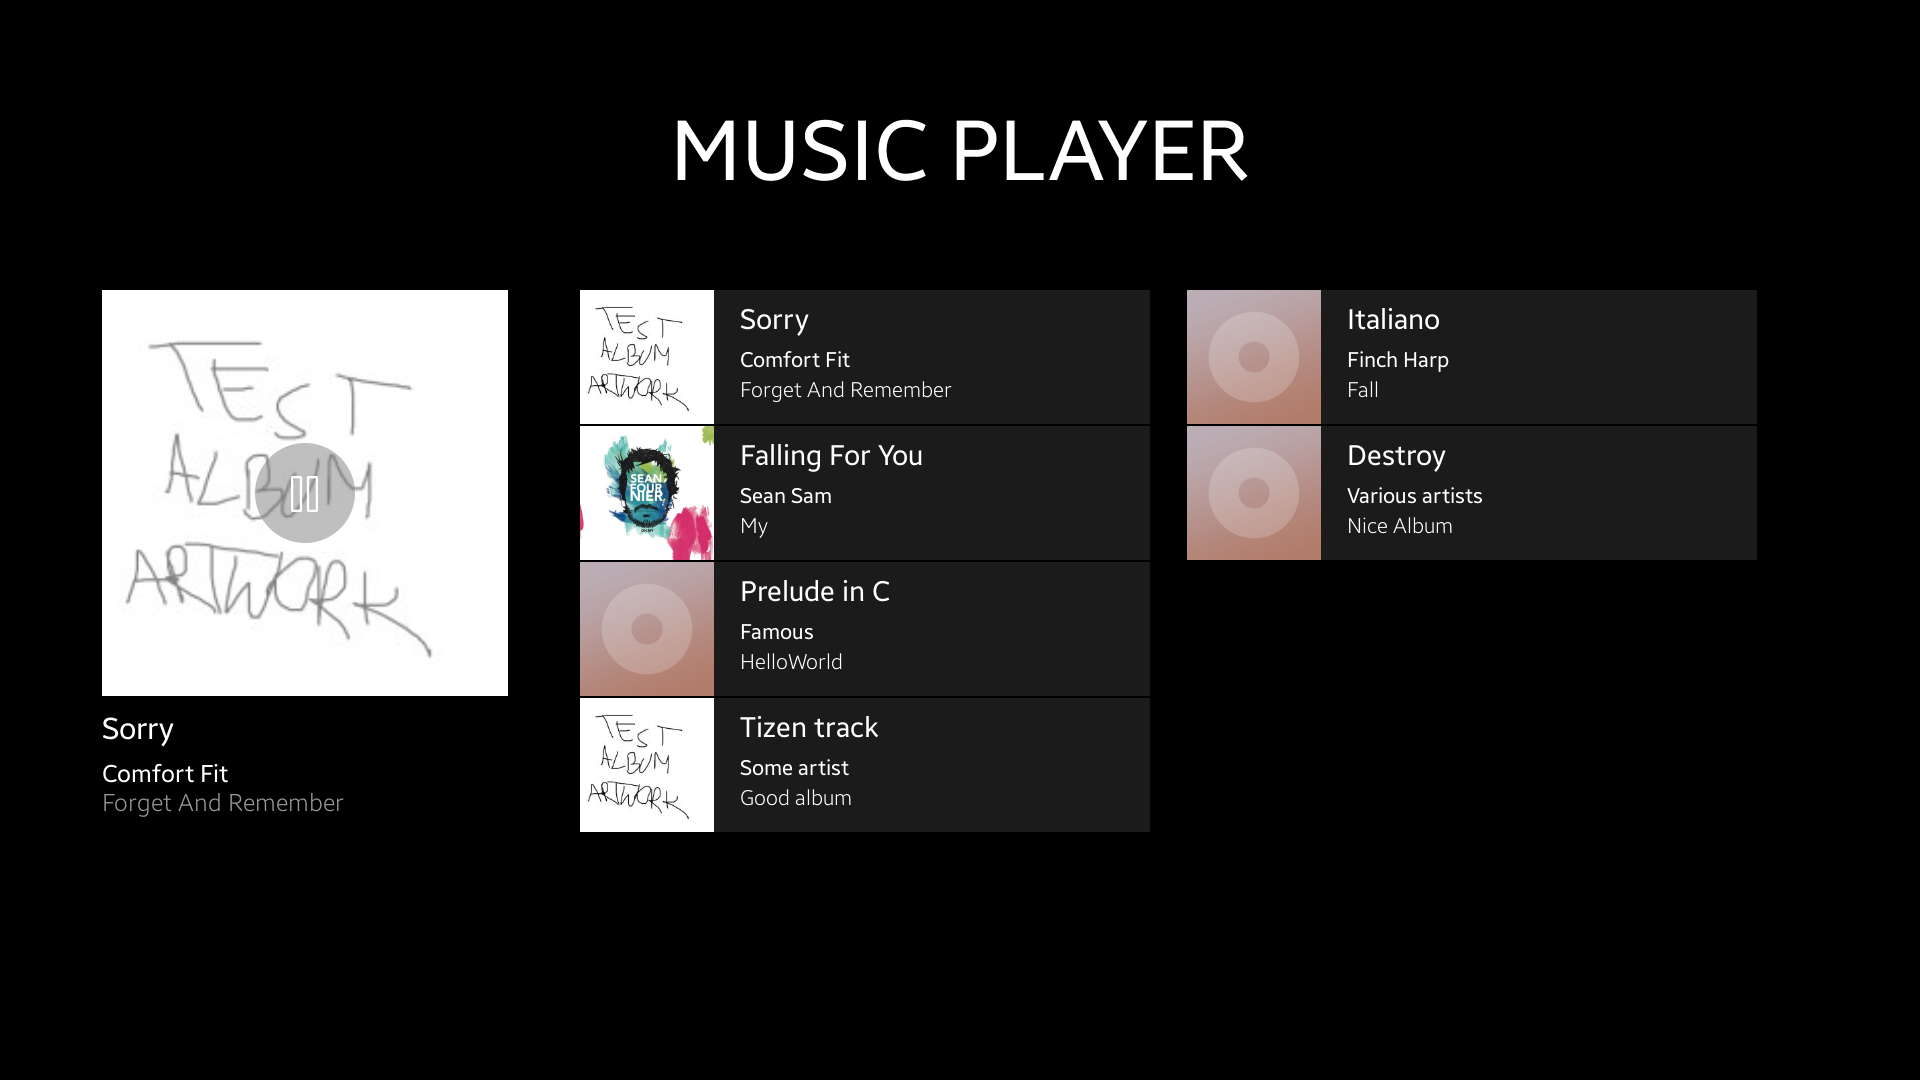 MUSIC PLAYER
TEST
ALBUM
ARTWORK
Sorry
Comfort Fit
Forget And Remember
TEST
ALBUM
ARTWORK
Sorry
Comfort Fit
Forget And Remember
SEAN
FOUR
NIER
OH MY
Falling For You
Sean Sam
My
Prelude in C
Famous
HelloWorld
TEST
ALBUM
ARTWORK
Tizen track
Some artist
Good album
Italiano
Finch Harp
Fall
Destroy
Various artists
Nice Album